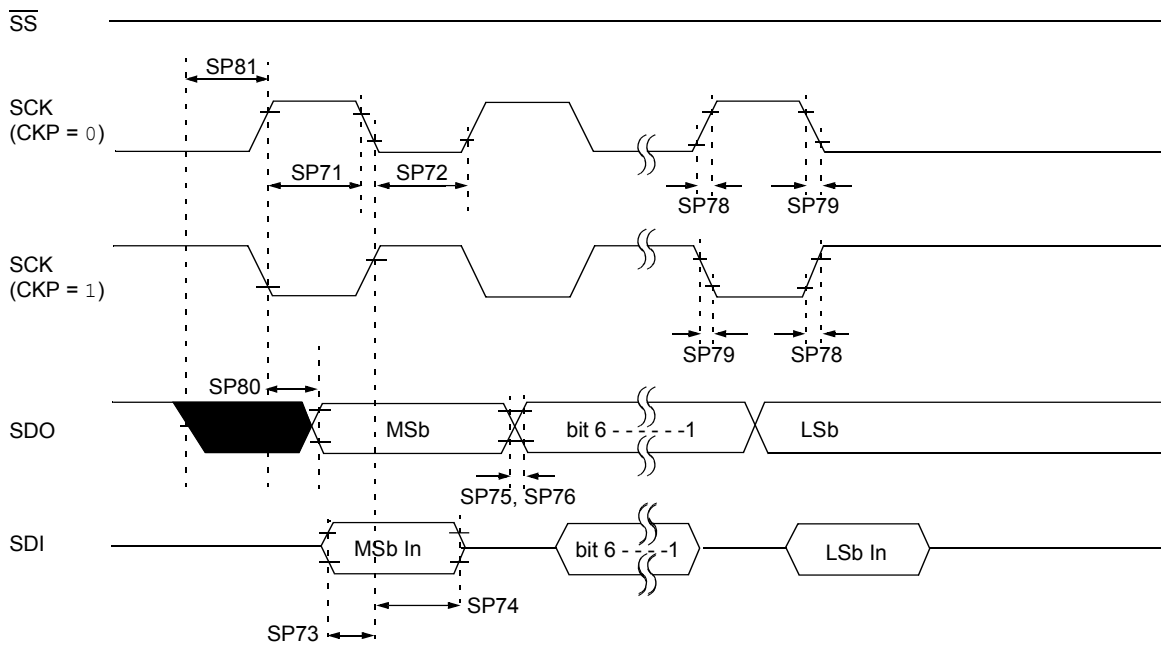 SS
SP81
SCK
(CKP = 0)
SP71
SP72
SP78
SP79
SCK
(CKP = 1)
SP79
SP78
SP80
SDO
MSb
bit 6 - - - - - - -1
LSb
SP75, SP76
SDI
MSb In
bit 6 - - - - -1
LSb In
SP74
SP73